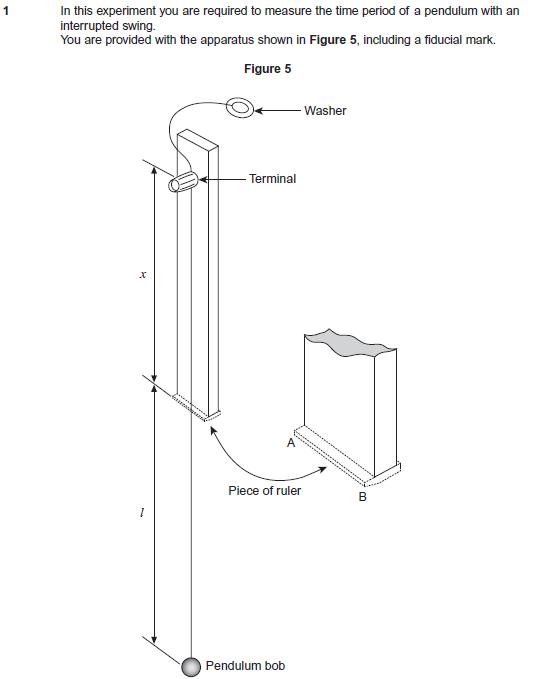 1 In this experiment you are required to measure the time period of a pendulum with an
interrupted swing.
You are provided with the apparatus shown in Figure 5, including a fiducial mark.
Figure 5
Washer
Terminal
x
A
Piece of ruler
B
l
Pendulum bob